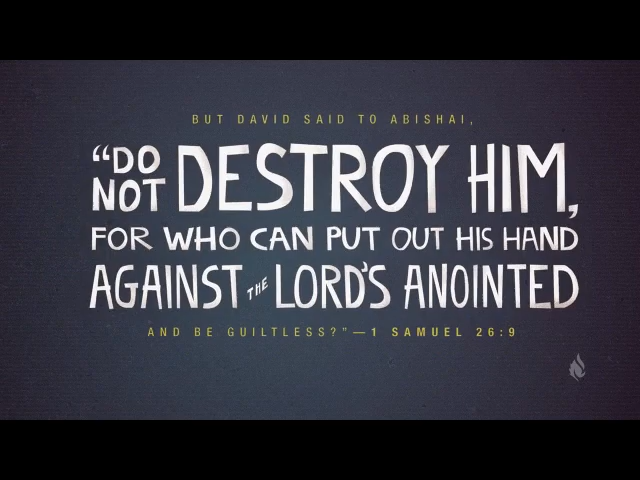 BUT DAVID SAID TO ABISHAI,
“DO NOT DESTROY HIM,
FOR WHO CAN PUT OUT HIS HAND
AGAINST THE LORD'S ANOINTED
AND BE GUILTLESS?"—1 SAMUEL 26:9